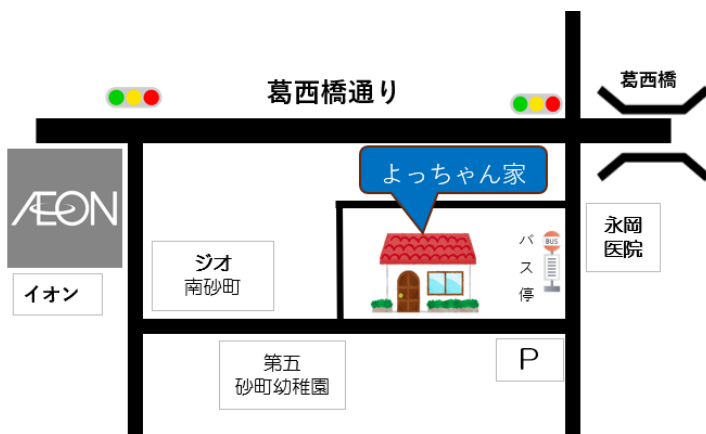 葛西橋通り
葛西橋
よっちゃん家
ÆON
イオン
ジオ
南砂町
バス停
BUS
永岡
医院
第五
砂町幼稚園
P